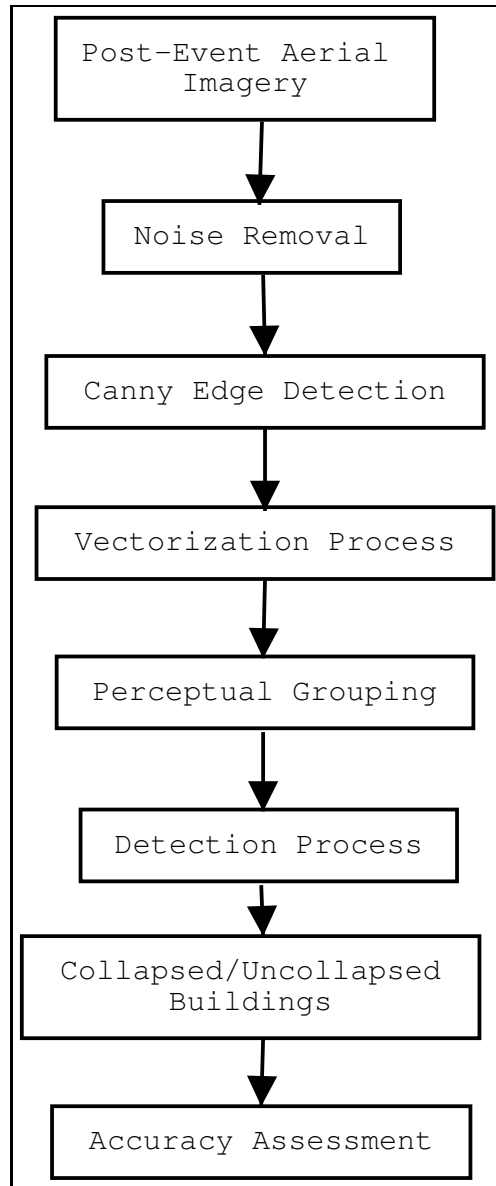 Post-Event Aerial
Imagery
Noise Removal
Canny Edge Detection
Vectorization Process
Perceptual Grouping
Detection Process
Collapsed/Uncollapsed
Buildings
Accuracy Assessment